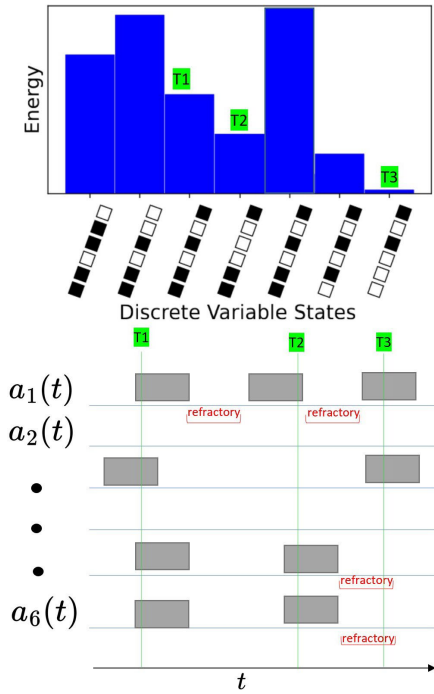 Energy
T1
T2
T3
Discrete Variable States
T1
T2
T3
a₁(t)
refractory
refractory
a₂(t)
refractory
a₆(t)
refractory
t